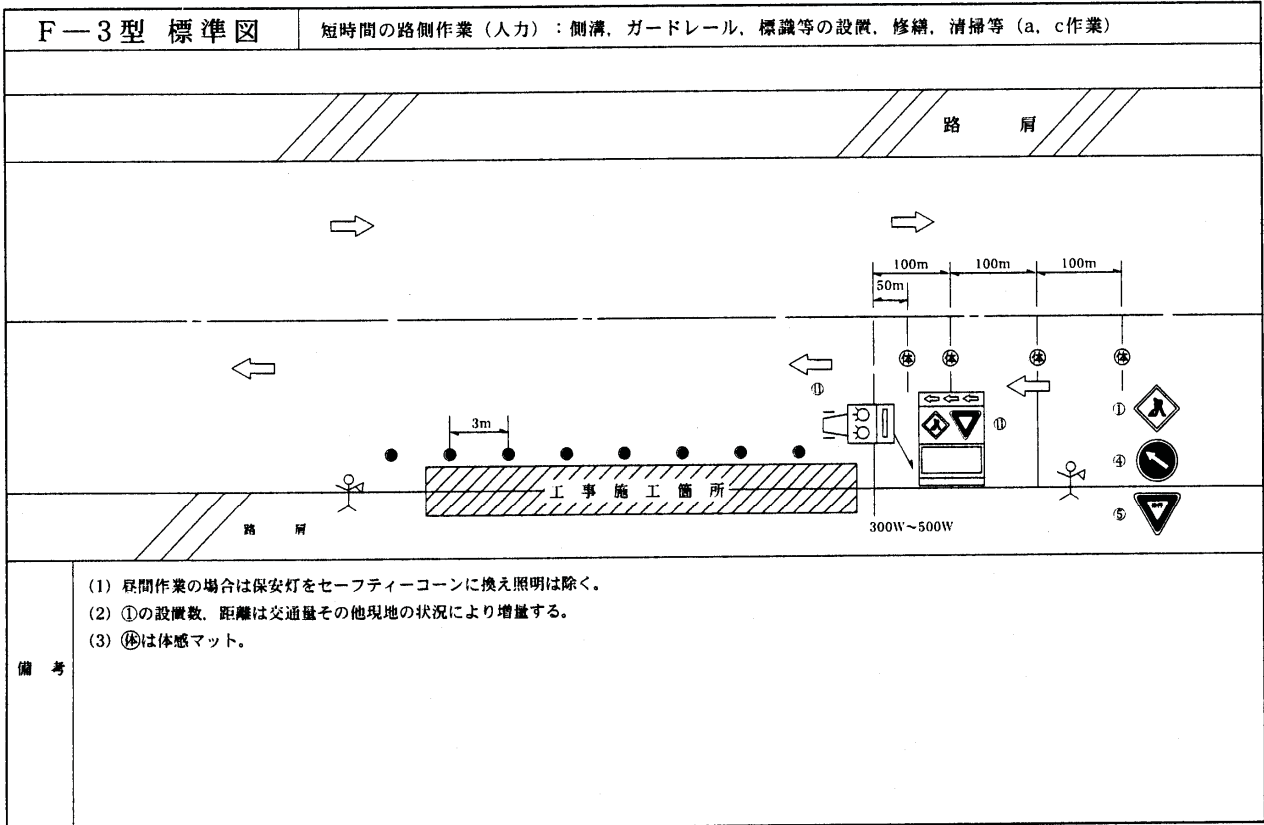 F―3型 標準図
短時間の路側作業（人力）：側溝，ガードレール，標識等の設置，修繕，清掃等（a，c作業）
路 肩
100m 100m 100m
50m
体 体 体 体
⑪
⑪
①
3m
④
工 事 施 工 箇 所
⑤
300W～500W
路 肩
備 考
(1) 昼間作業の場合は保安灯をセーフティーコーンに換え照明は除く。
(2) ①の設置数，距離は交通量その他現地の状況により増量する。
(3) 体は体感マット。